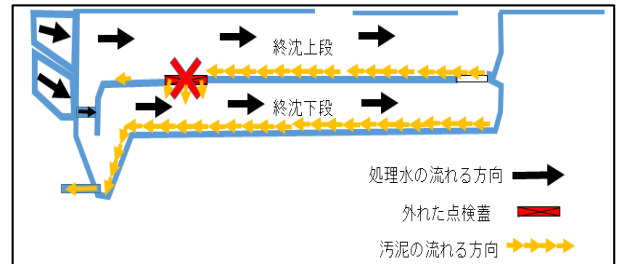 終沈上段
終沈下段
処理水の流れる方向
外れた点検蓋
汚泥の流れる方向